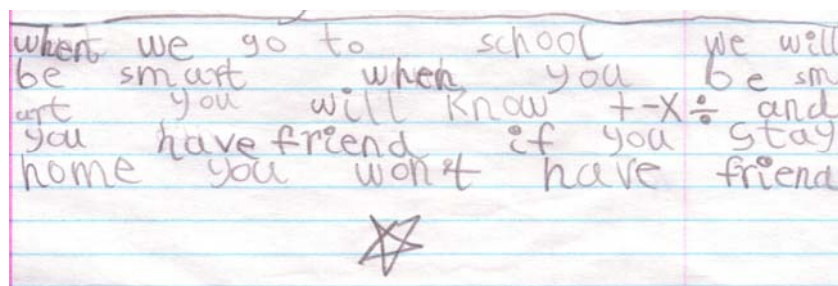 when we go to school we will
be smart when you be sm
art you will know +-x÷ and
you have friend if you stay
home you won't have friend